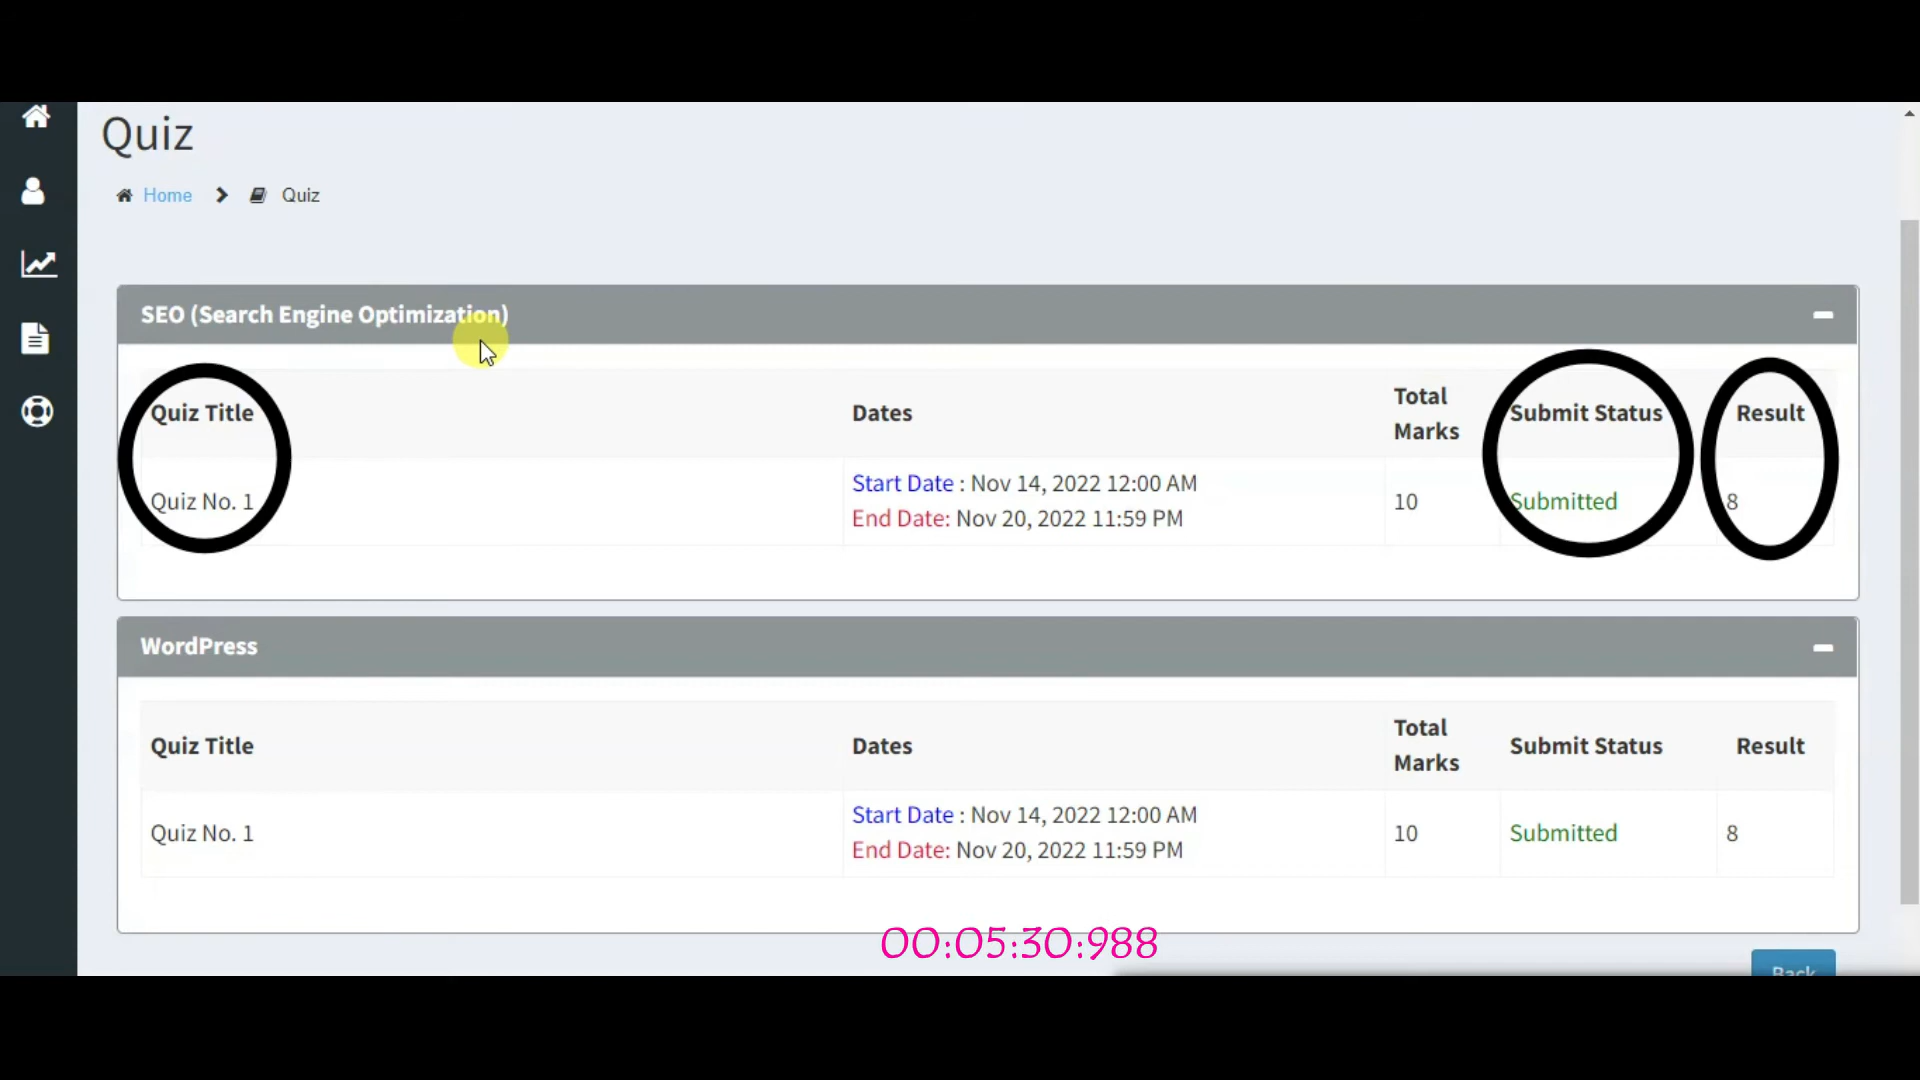 Quiz
Home > Quiz
SEO (Search Engine Optimization)
Quiz Title Dates Total Marks Submit Status Result
Quiz No. 1 Start Date : Nov 14, 2022 12:00 AM 10 Submitted 8
End Date: Nov 20, 2022 11:59 PM
WordPress
Quiz Title Dates Total Marks Submit Status Result
Quiz No. 1 Start Date : Nov 14, 2022 12:00 AM 10 Submitted 8
End Date: Nov 20, 2022 11:59 PM
00:05:30:988
Back